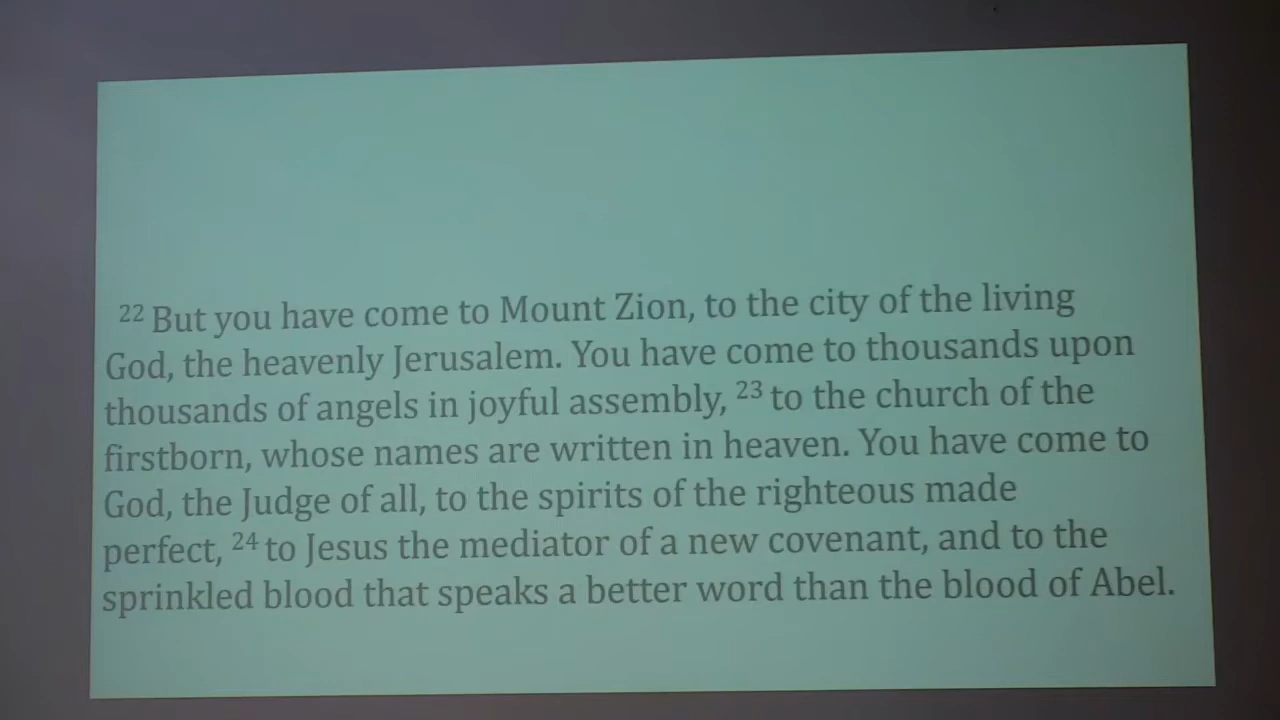 22 But you have come to Mount Zion, to the city of the living
God, the heavenly Jerusalem. You have come to thousands upon
thousands of angels in joyful assembly, 23 to the church of the
firstborn, whose names are written in heaven. You have come to
God, the Judge of all, to the spirits of the righteous made
perfect, 24 to Jesus the mediator of a new covenant, and to the
sprinkled blood that speaks a better word than the blood of Abel.